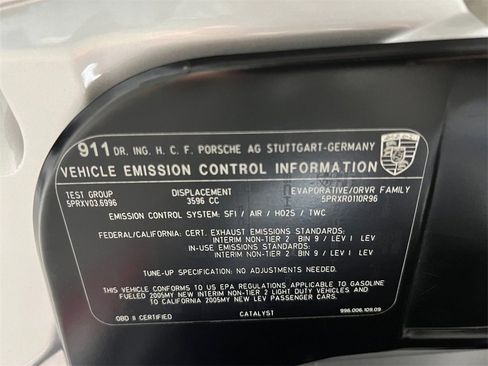 911 DR. ING. H. C. F. PORSCHE AG STUTTGART-GERMANY
VEHICLE EMISSION CONTROL INFORMATION
TEST GROUP DISPLACEMENT EVAPORATIVE/ORVR FAMILY
5PRXV03.6996 3596 CC 5PRXR0110R96
EMISSION CONTROL SYSTEM: SFI / AIR / HO2S / TWC
FEDERAL/CALIFORNIA: CERT. EXHAUST EMISSIONS STANDARDS:
INTERIM NON-TIER 2 BIN 9 / LEV I LEV
IN-USE EMISSIONS STANDARDS:
INTERIM NON-TIER 2 BIN 9 / LEV I LEV
TUNE-UP SPECIFICATION: NO ADJUSTMENTS NEEDED.
THIS VEHICLE CONFORMS TO US EPA REGULATIONS APPLICABLE TO GASOLINE
FUELED 2005MY INTERIM NON-TIER 2 LIGHT DUTY VEHICLES AND
TO CALIFORNIA 2005MY NEW LEV PASSENGER CARS.
OBD II CERTIFIED CATALYST 996.006.109.09